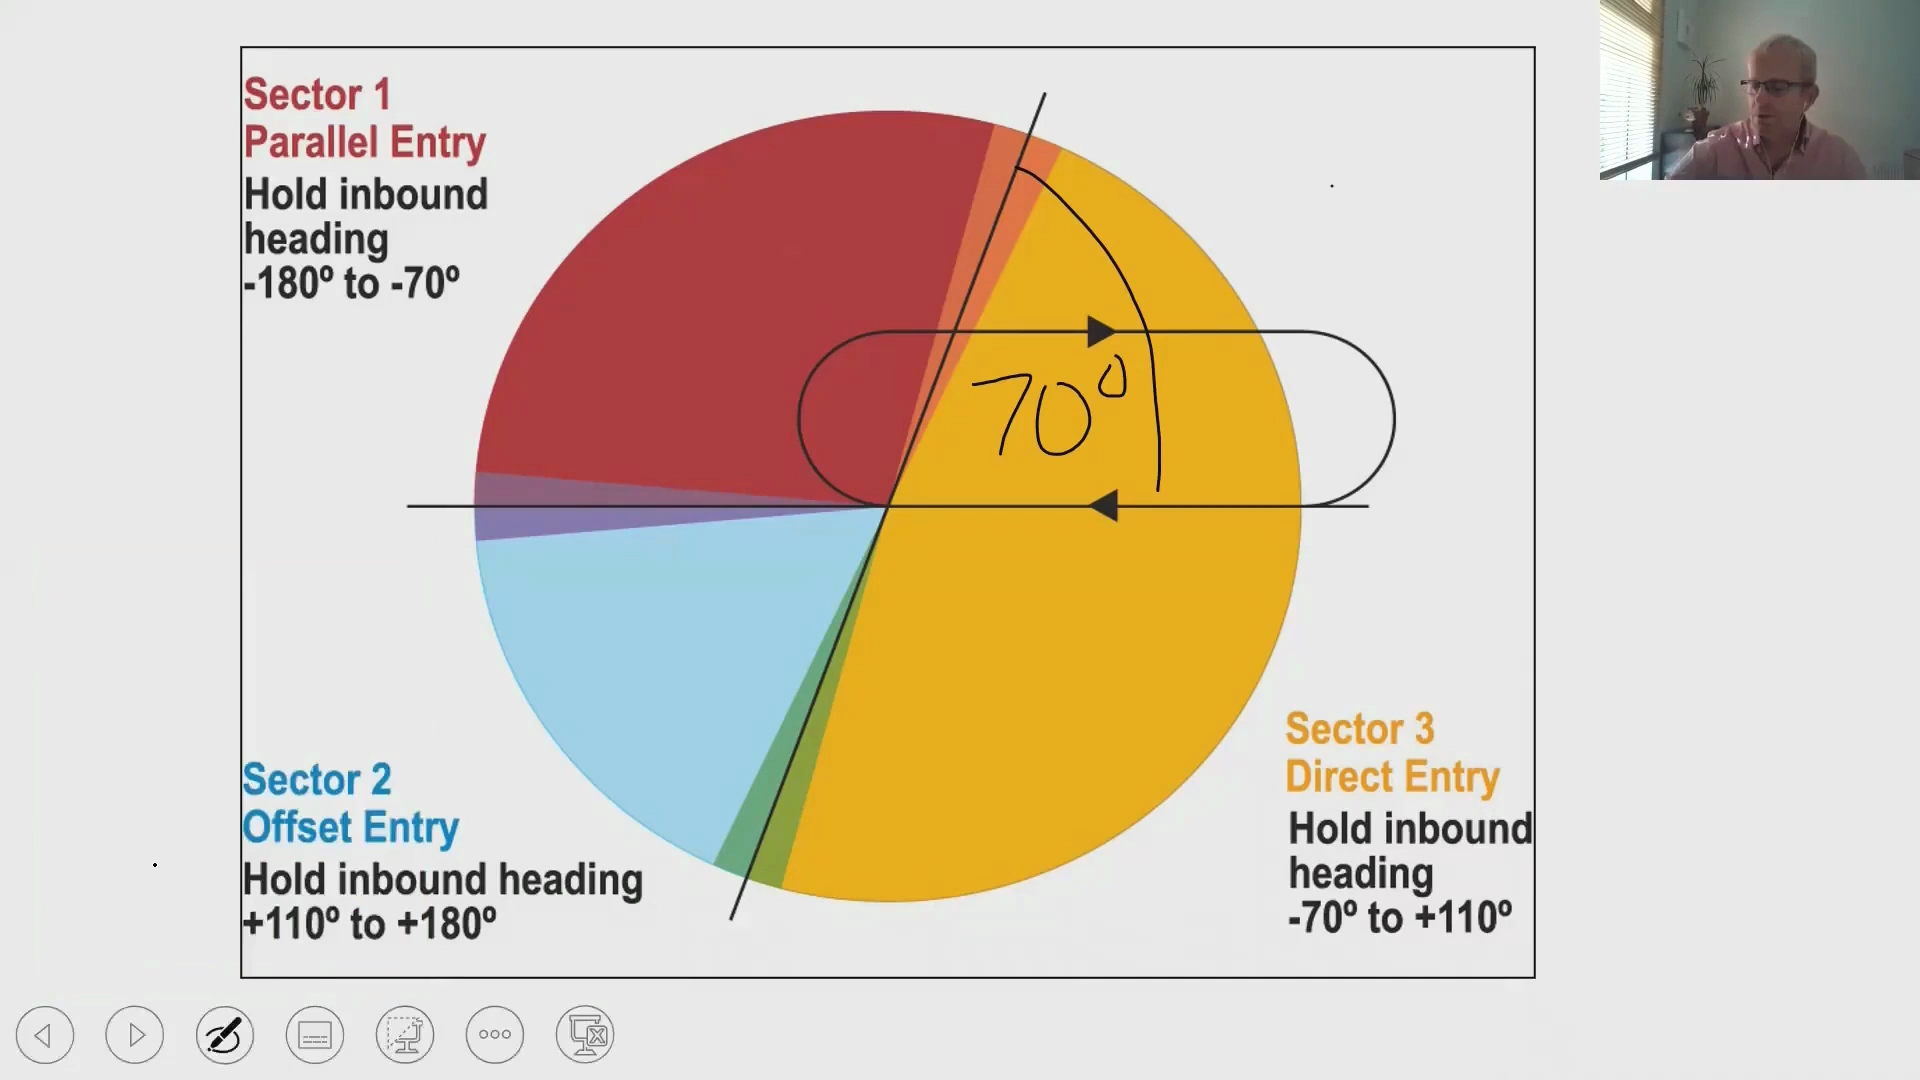 Sector 1
Parallel Entry
Hold inbound
heading
-180º to -70º
70⁰
Sector 2
Offset Entry
Hold inbound heading
+110º to +180º
Sector 3
Direct Entry
Hold inbound
heading
-70º to +110º